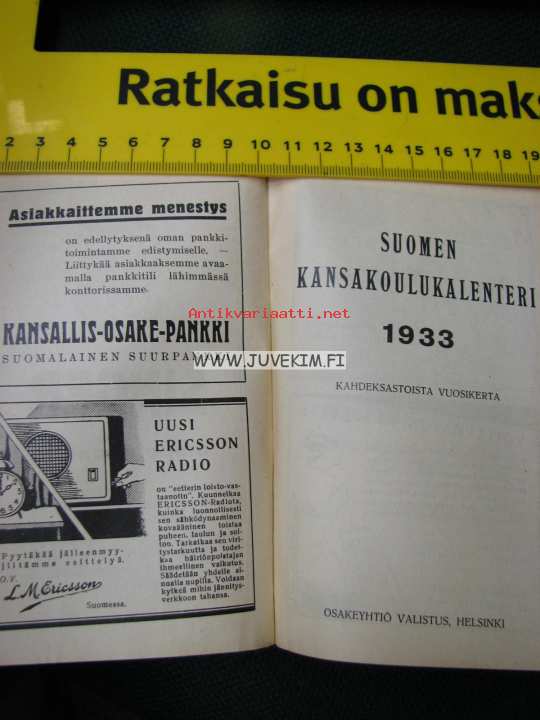 Ratkaisu on maks
2 3 4 5 6 7 8 9 10 11 12 13 14 15 16 17 18 19
Asiakkaittemme menestys
on edellytyksenä oman pankki-
toimintamme edistymiselle. —
Liittykää asiakkaaksemme avaa-
malla pankkitili lähimmässä
konttorissamme.
KANSALLIS-OSAKE-PANKKI
SUOMALAINEN SUURPANKKI
UUSI
ERICSSON
RADIO
on "eetterin loisto-vas-
taanotin". Kuunnelkaa
ERICSSON-Radiota,
kuinka luonnollisesti
sen sähködynaaminen
kovaääninen toistaa
puheen, laulun ja soi-
ton. Tarkatkaa sen viri-
tystarkuutta ja todet-
kaa häiriönpoistajan
ihmeellinen vaikutus.
Säädetään yhdelle ai-
noalla nupilla. Voidaan
kytkeä mihin jännitys-
verkkoon tahansa.
Pyytäkää jälleenmyy-
jiltämme esittelyä.
O.Y.
L M Ericsson
Suomessa.
SUOMEN
KANSAKOULUKALENTERI
1933
KAHDEKSASTOISTA VUOSIKERTA
OSAKEYHTIÖ VALISTUS, HELSINKI
Antikvariaatti.net
WWW.JUVEKIM.FI